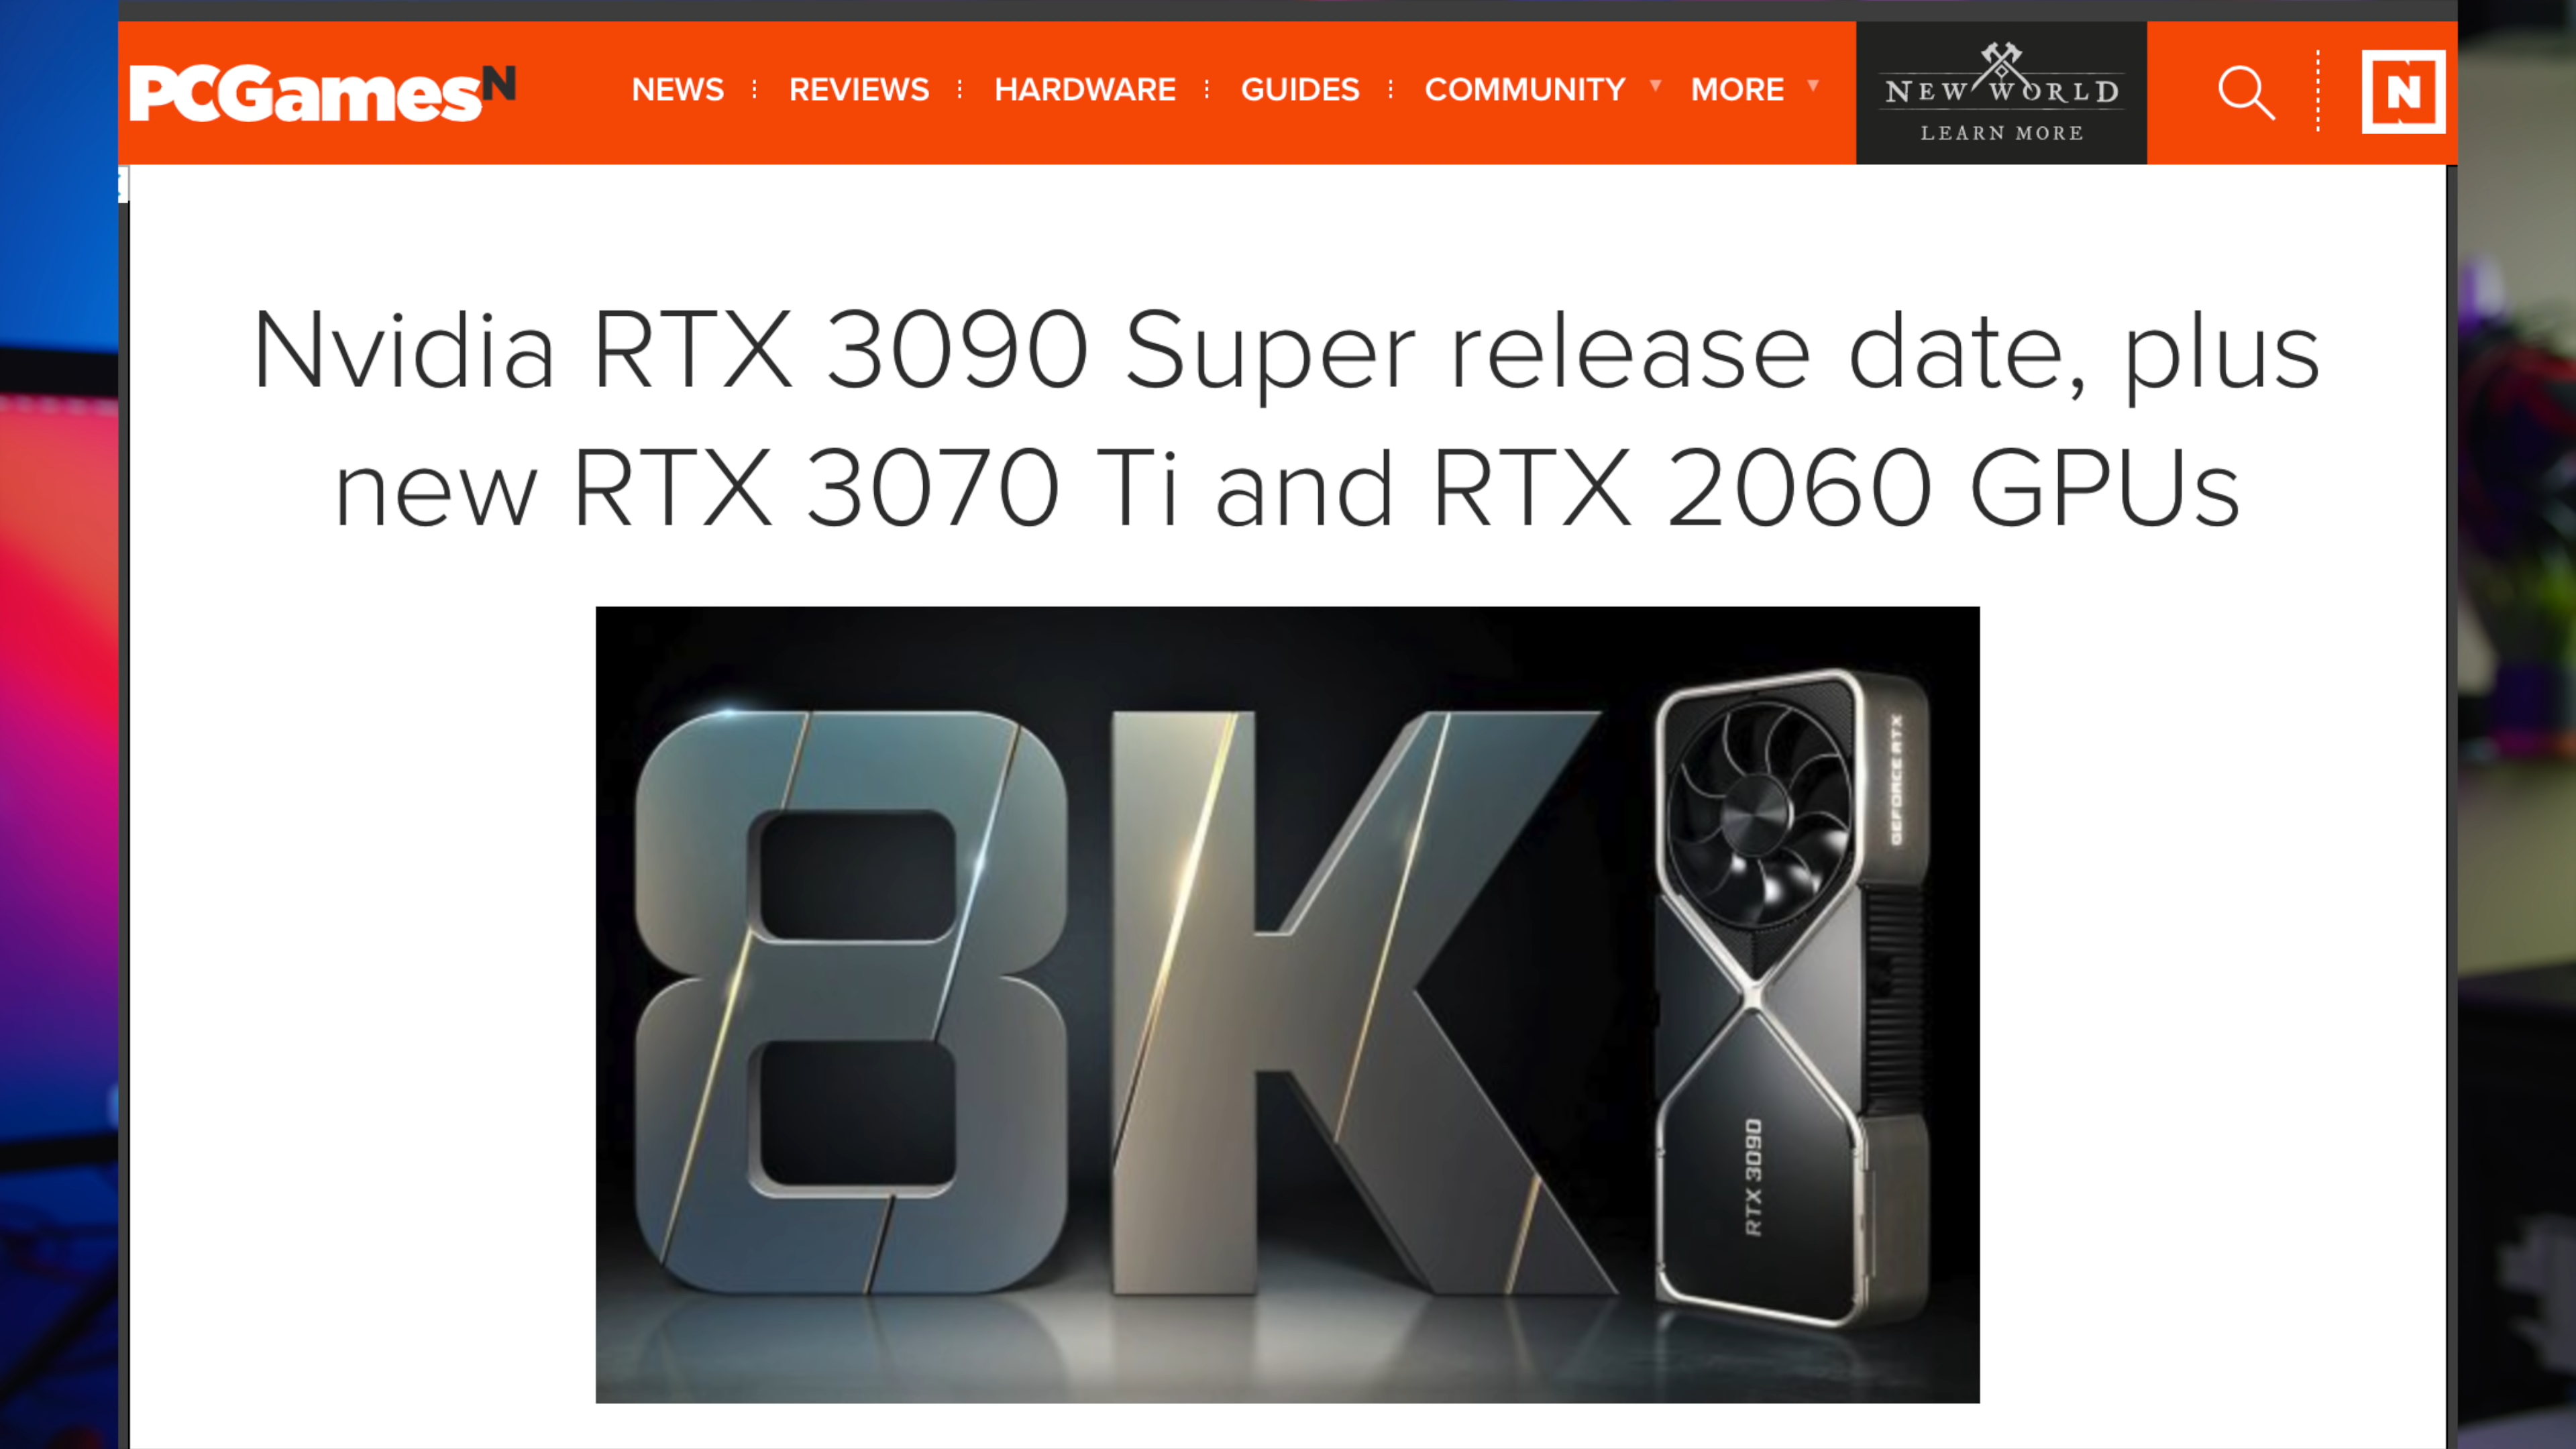 PCGamesN
NEWS
REVIEWS
HARDWARE
GUIDES
COMMUNITY
MORE
NEW WORLD
LEARN MORE
N
Nvidia RTX 3090 Super release date, plus
new RTX 3070 Ti and RTX 2060 GPUs
8K
GEFORCE RTX
RTX 3090